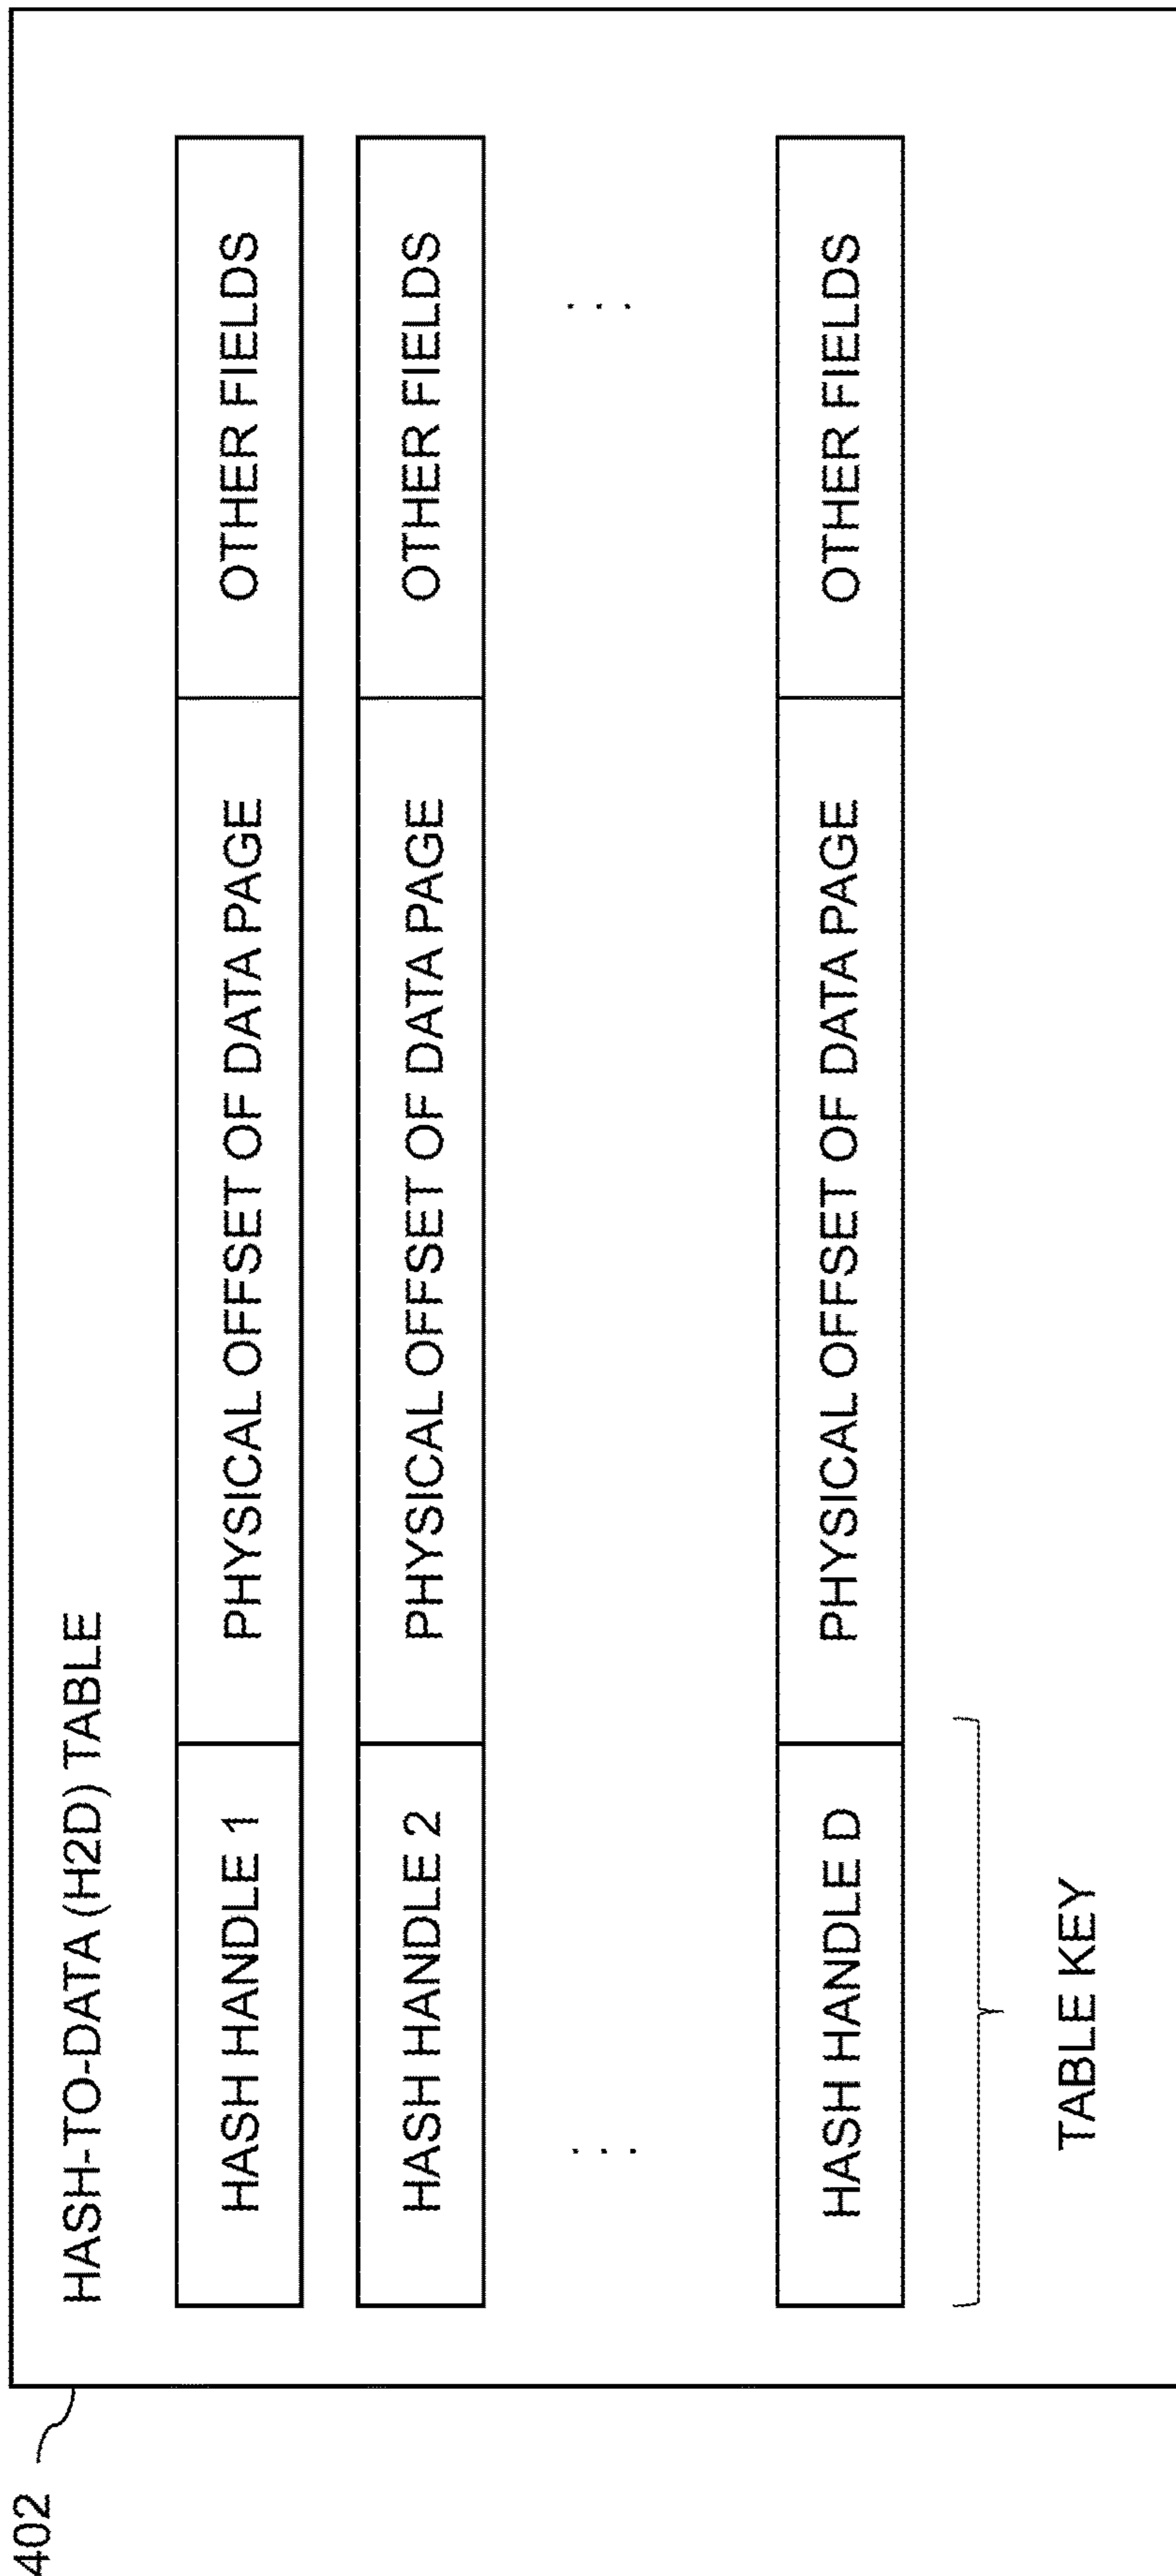 402
HASH-TO-DATA (H2D) TABLE
HASH HANDLE 1 PHYSICAL OFFSET OF DATA PAGE OTHER FIELDS
HASH HANDLE 2 PHYSICAL OFFSET OF DATA PAGE OTHER FIELDS
. . . . . .
HASH HANDLE D PHYSICAL OFFSET OF DATA PAGE OTHER FIELDS
TABLE KEY